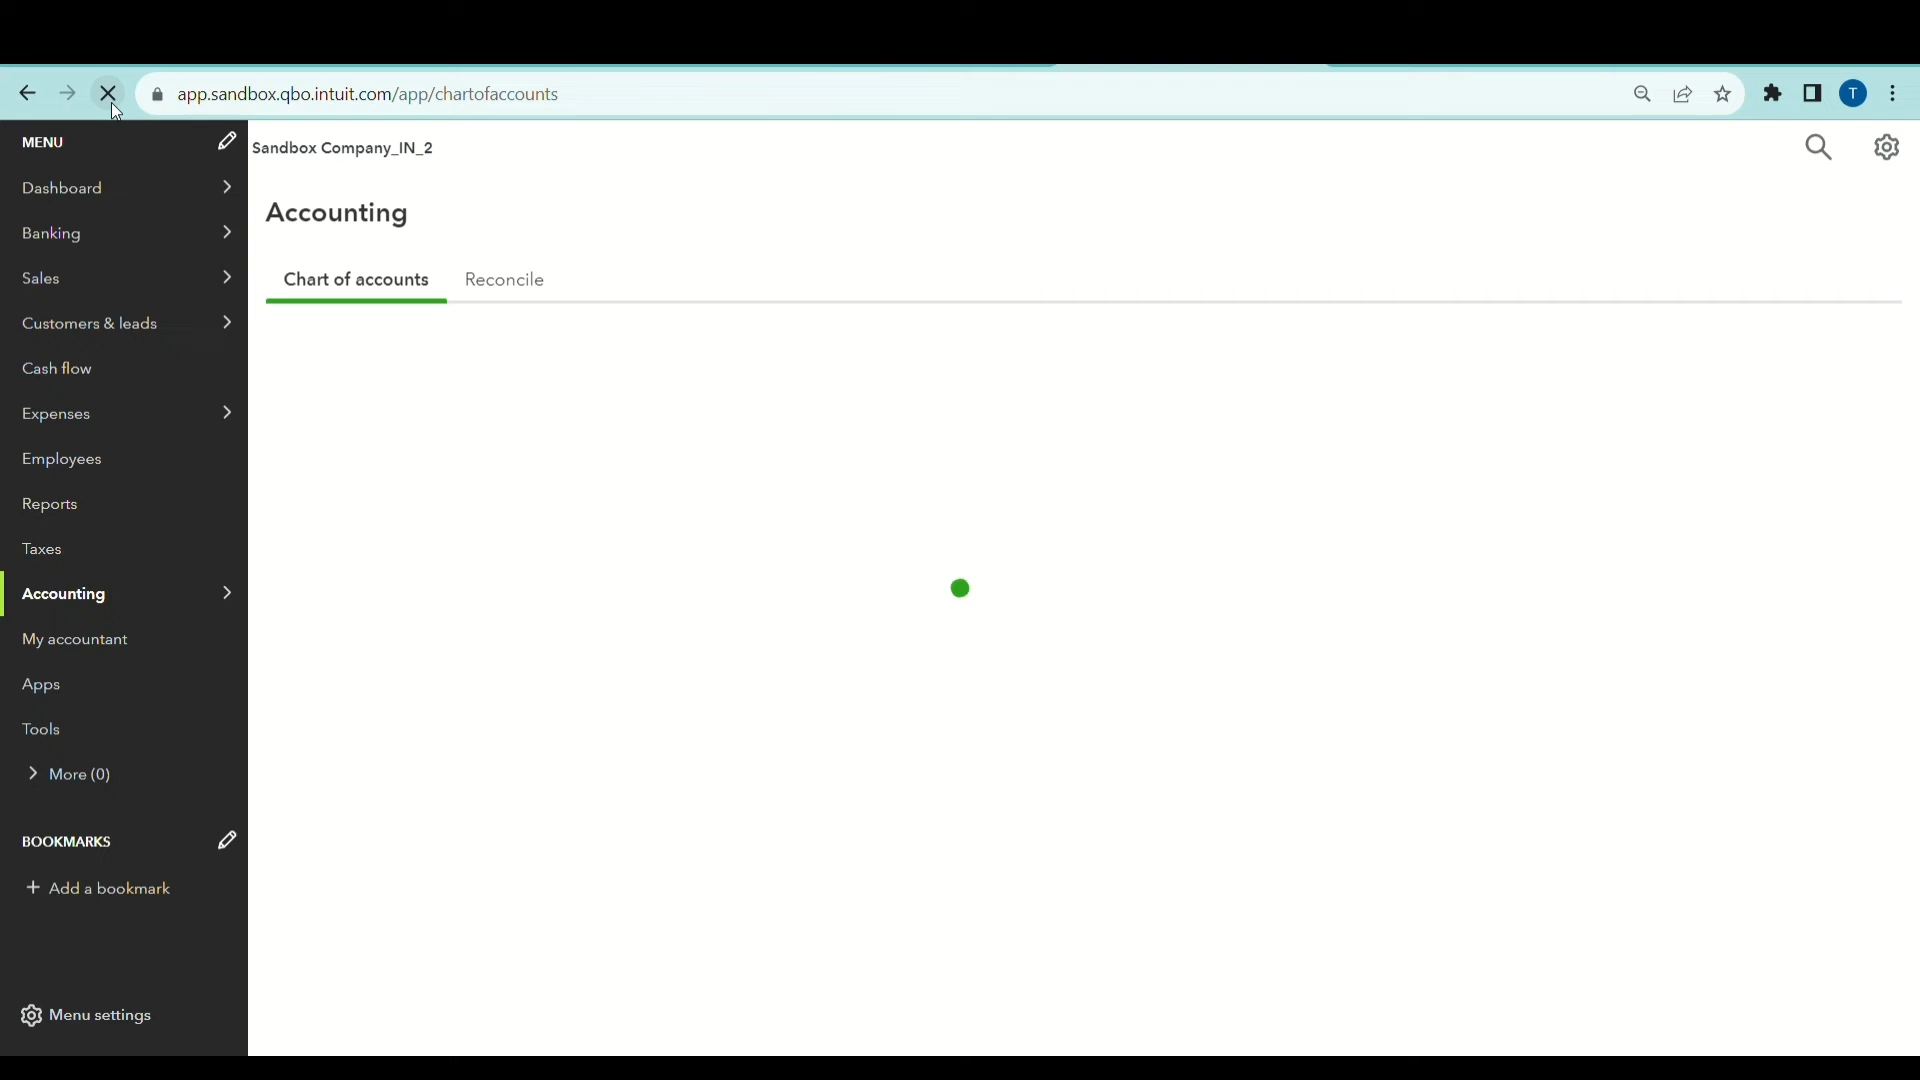 app.sandbox.qbo.intuit.com/app/chartofaccounts
T
MENU
Sandbox Company_IN_2
Dashboard
Banking
Sales
Customers & leads
Cash flow
Expenses
Employees
Reports
Taxes
Accounting
My accountant
Apps
Tools
More (0)
BOOKMARKS
+ Add a bookmark
Menu settings
Accounting
Chart of accounts
Reconcile